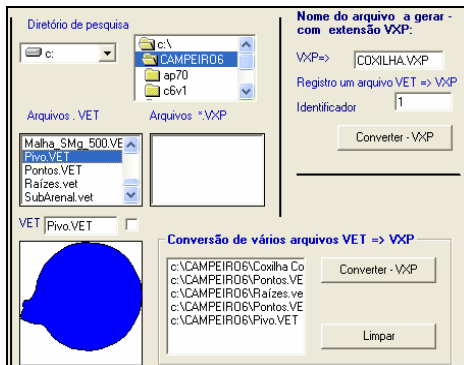 Diretório de pesquisa
c:
c:\
CAMPEIRO6
ap70
c6v1
Nome do arquivo a gerar -
com extensão VXP:
VXP=>
COXILHA.VXP
Registro um arquivo VET => VXP
Identificador
1
Converter - VXP
Arquivos . VET
Arquivos *.VXP
Malha_SMg_500.VE
Pivo.VET
Pontos.VET
Raízes.vet
SubArenal.vet
VET
Pivo.VET
Conversão de vários arquivos VET => VXP
c:\CAMPEIRO6\Coxilha Co
c:\CAMPEIRO6\Pontos.VE
c:\CAMPEIRO6\Raízes.ve
c:\CAMPEIRO6\Pontos.VE
c:\CAMPEIRO6\Pivo.VET
Converter - VXP
Limpar